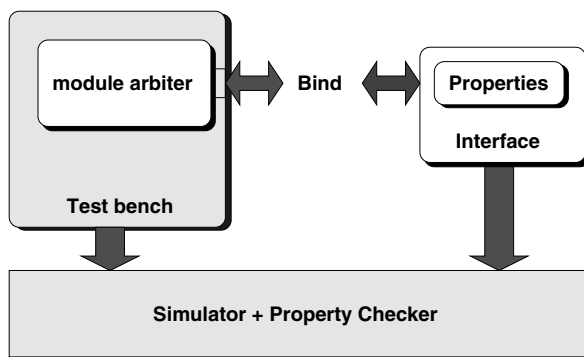 module arbiter
Bind
Properties
Interface
Test bench
Simulator + Property Checker